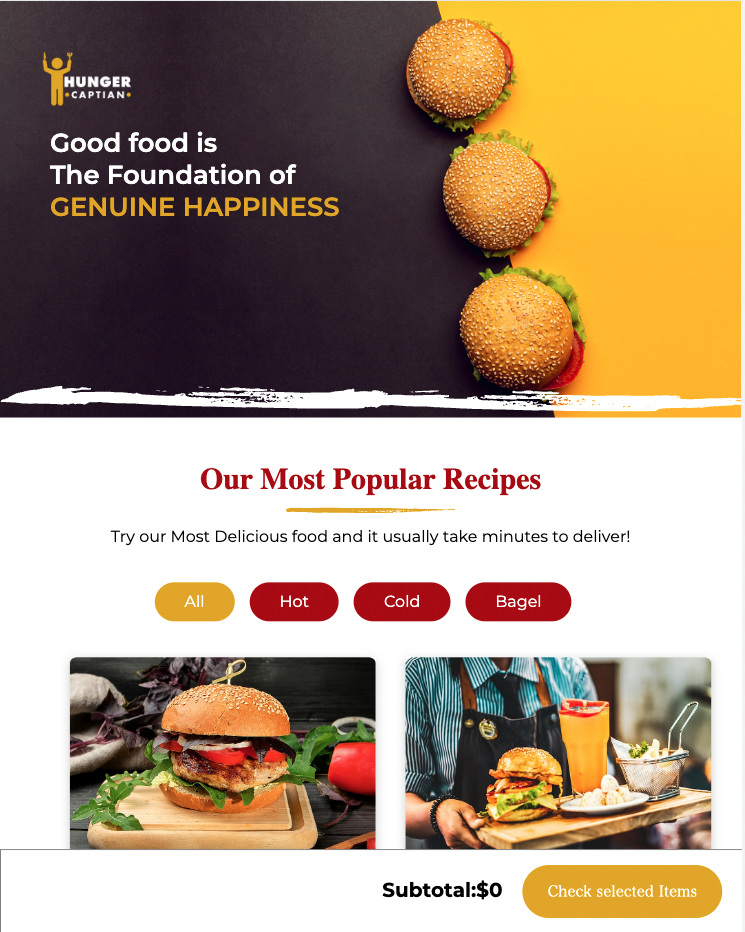 HUNGER
CAPTIAN
Good food is
The Foundation of
GENUINE HAPPINESS
Our Most Popular Recipes
Try our Most Delicious food and it usually take minutes to deliver!
All Hot Cold Bagel
Subtotal:$0 Check selected Items